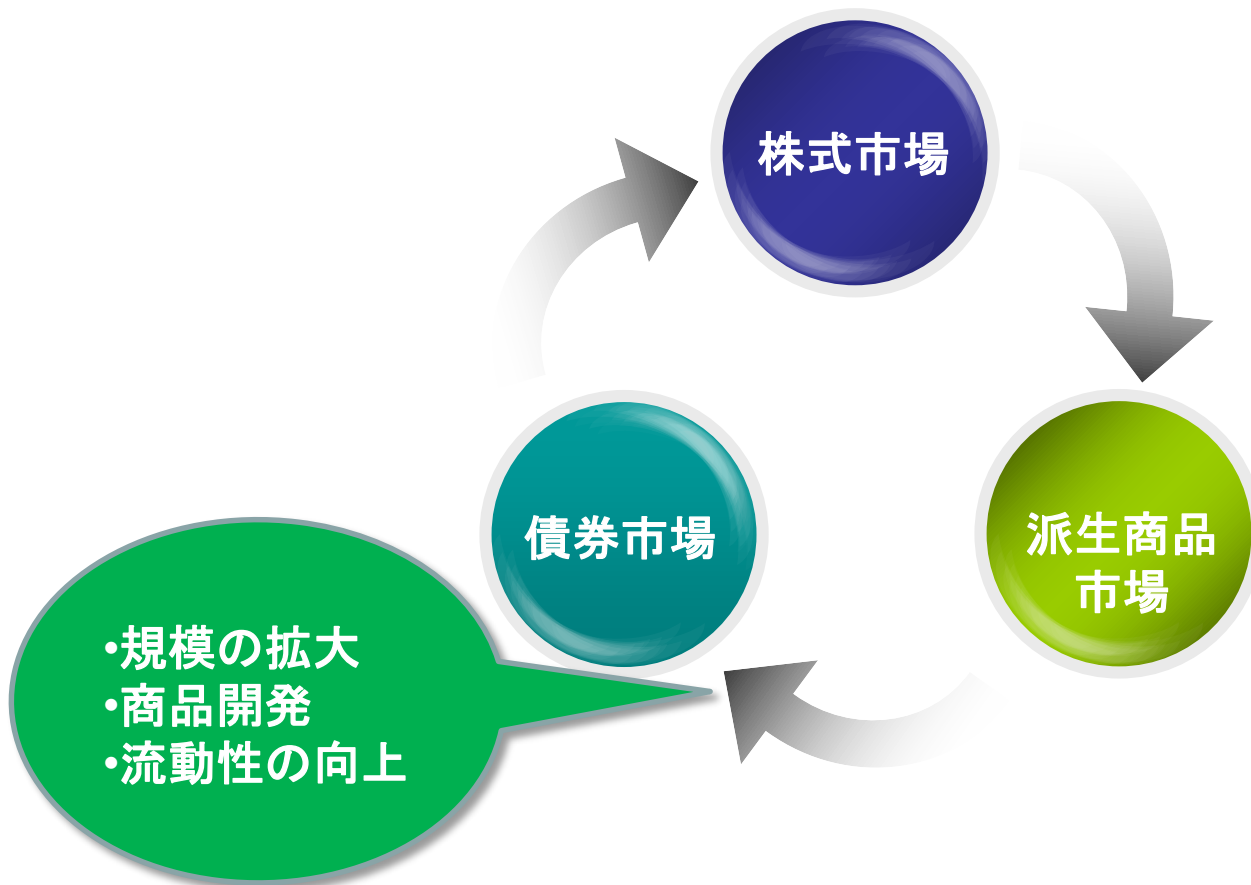 株式市場
債券市場
派生商品
市場
•規模の拡大
•商品開発
•流動性の向上